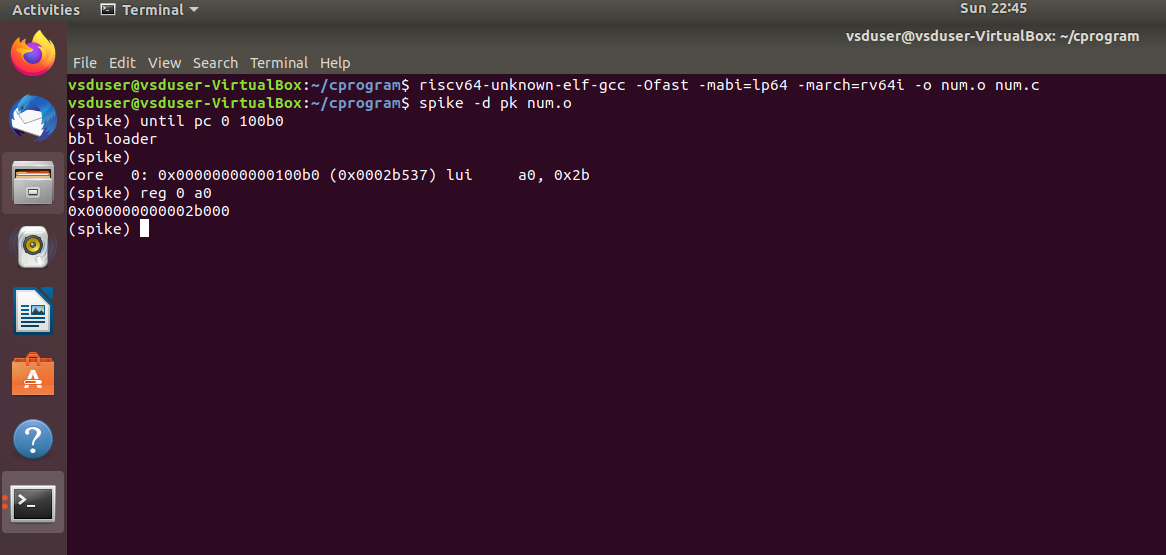 Activities Terminal Sun 22:45
vsduser@vsduser-VirtualBox: ~/cprogram
File Edit View Search Terminal Help
vsduser@vsduser-VirtualBox:~/cprogram$ riscv64-unknown-elf-gcc -Ofast -mabi=lp64 -march=rv64i -o num.o num.c
vsduser@vsduser-VirtualBox:~/cprogram$ spike -d pk num.o
(spike) until pc 0 100b0
bbl loader
(spike)
core   0: 0x00000000000100b0 (0x0002b537) lui     a0, 0x2b
(spike) reg 0 a0
0x000000000002b000
(spike)